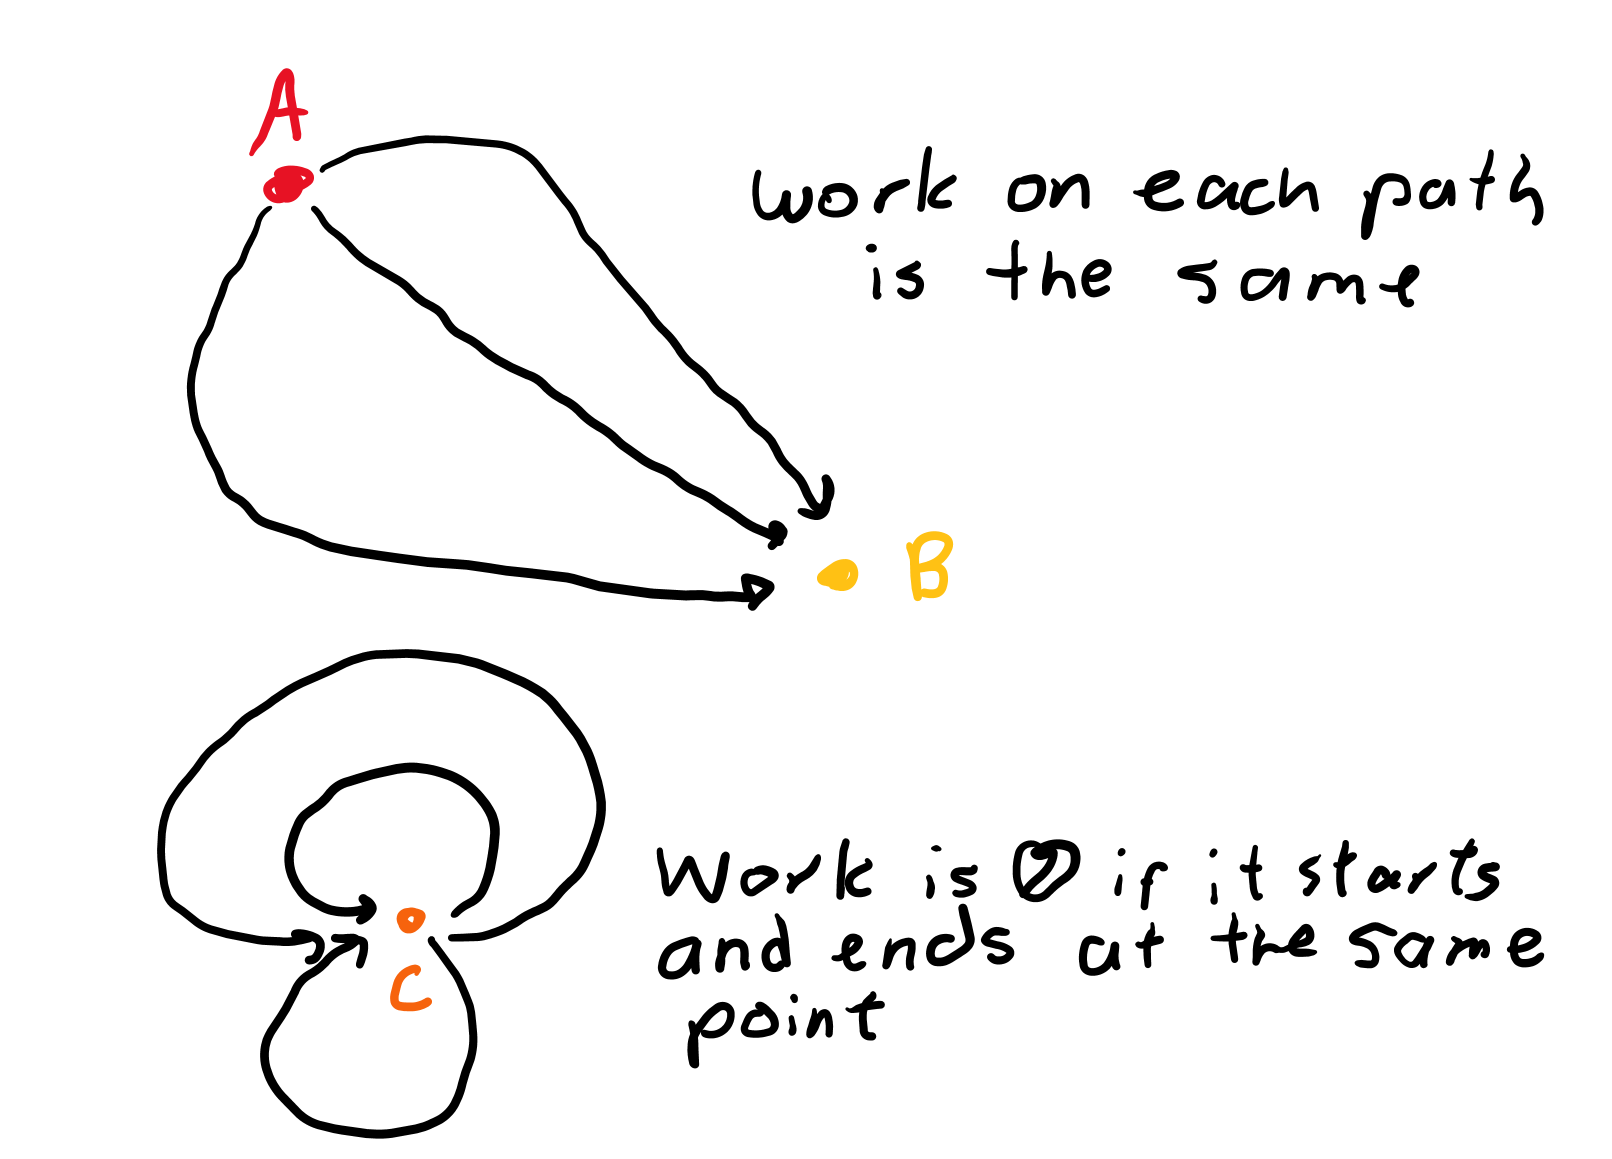 A
work on each path
is the same
B
Work is 0 if it starts
and ends at the same
point
C